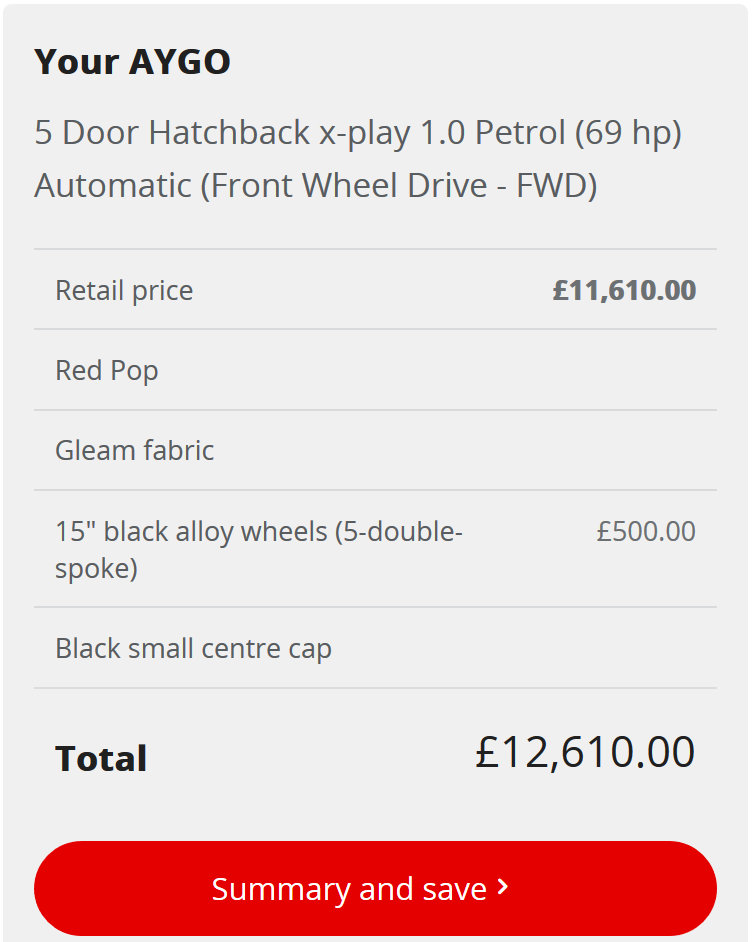 Your AYGO
5 Door Hatchback x-play 1.0 Petrol (69 hp)
Automatic (Front Wheel Drive - FWD)
Retail price £11,610.00
Red Pop
Gleam fabric
15" black alloy wheels (5-double- £500.00
spoke)
Black small centre cap
Total £12,610.00
Summary and save ›